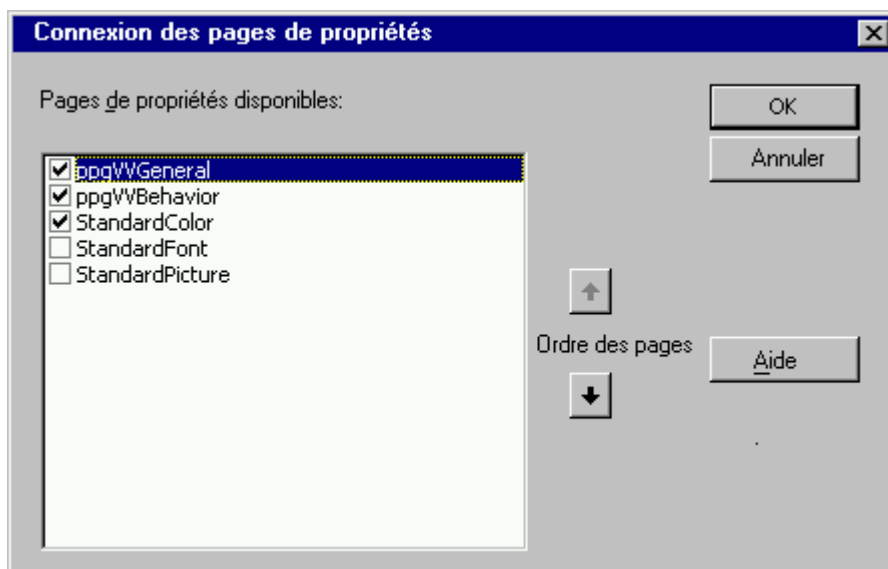 Connexion des pages de propriétés
Pages de propriétés disponibles:
OK
Annuler
ppgVVGeneral
ppgVVBehavior
StandardColor
StandardFont
StandardPicture
Ordre des pages
Aide